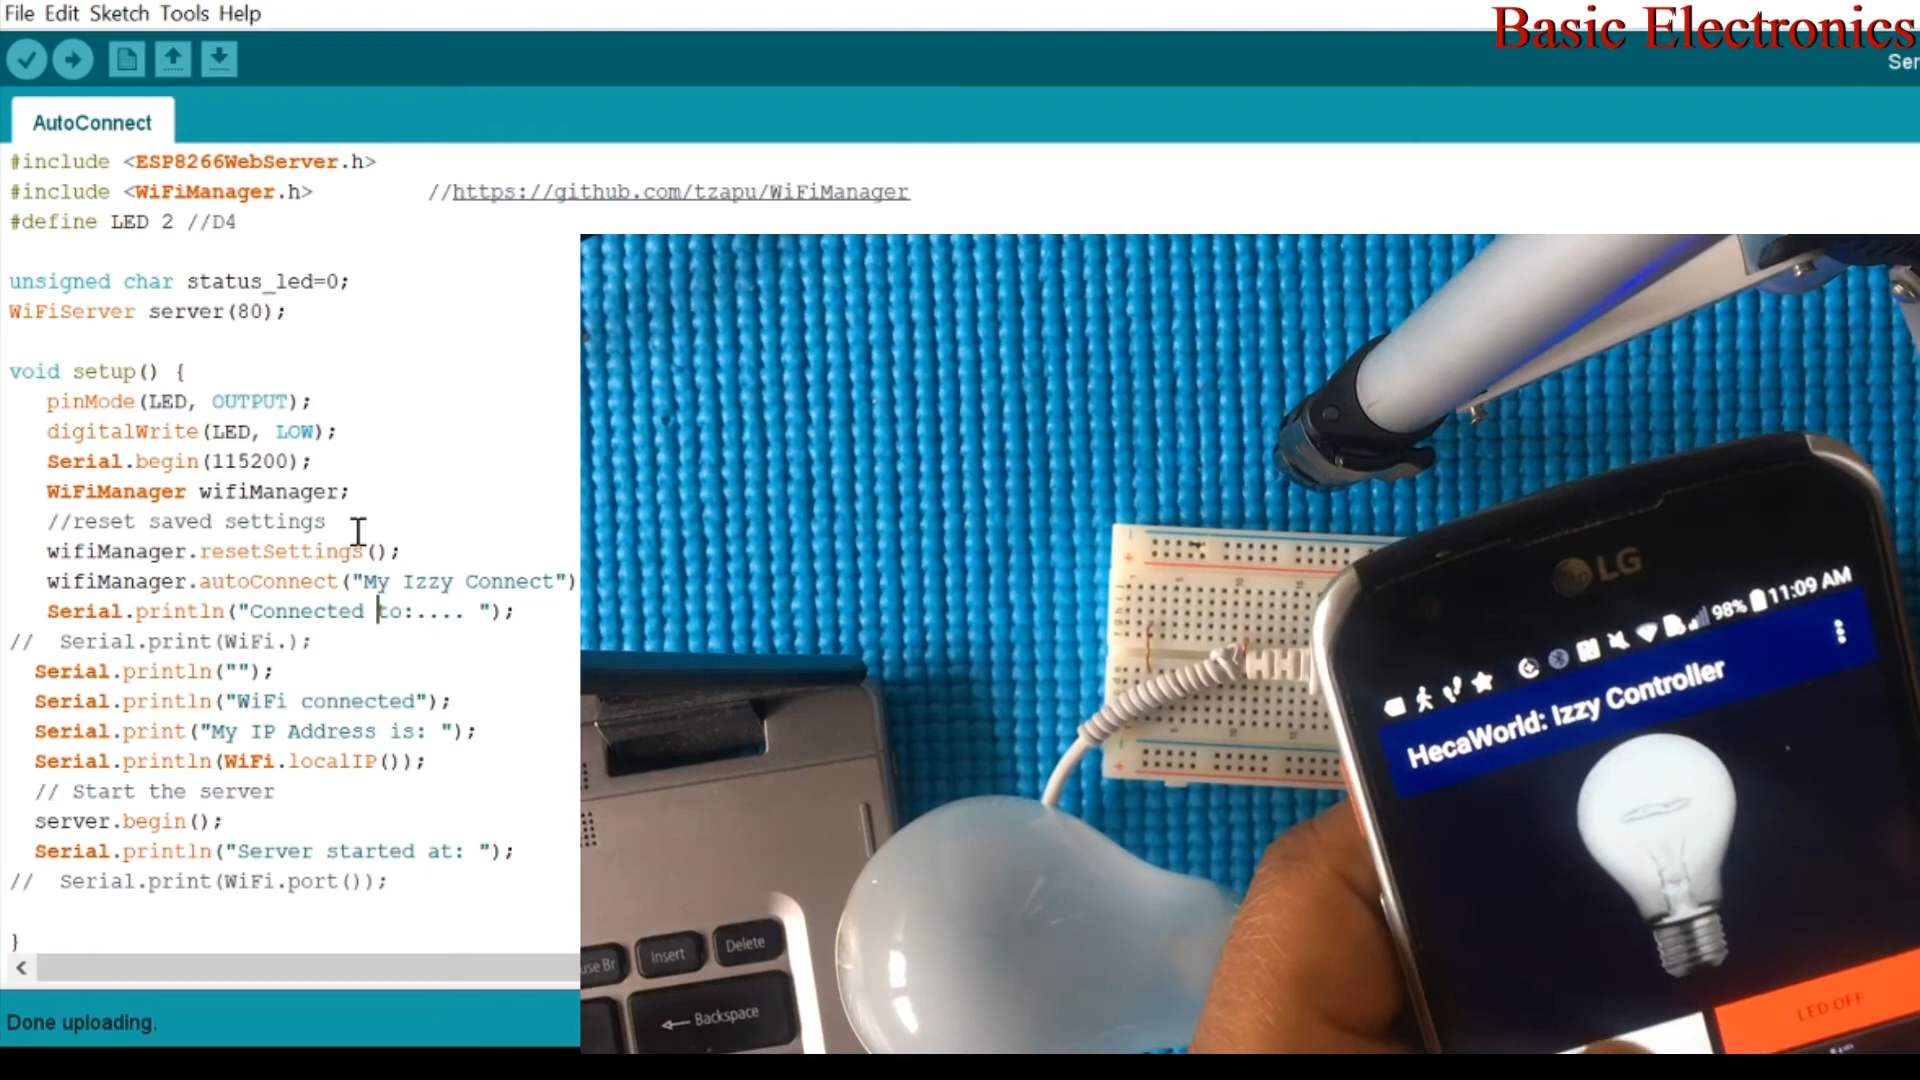 File Edit Sketch Tools Help
Basic Electronics
Ser
AutoConnect
#include <ESP8266WebServer.h>
#include <WiFiManager.h> //https://github.com/tzapu/WiFiManager
#define LED 2 //D4
unsigned char status_led=0;
WiFiServer server(80);
void setup() {
pinMode(LED, OUTPUT);
digitalWrite(LED, LOW);
Serial.begin(115200);
WiFiManager wifiManager;
//reset saved settings
wifiManager.resetSettings();
wifiManager.autoConnect("My Izzy Connect")
Serial.println("Connected to:.... ");
// Serial.print(WiFi.);
Serial.println("");
Serial.println("WiFi connected");
Serial.print("My IP Address is: ");
Serial.println(WiFi.localIP());
// Start the server
server.begin();
Serial.println("Server started at: ");
// Serial.print(WiFi.port());
}
Done uploading.
LG
98% 11:09 AM
HecaWorld: Izzy Controller
LED OFF
use Br
Insert
Delete
Backspace